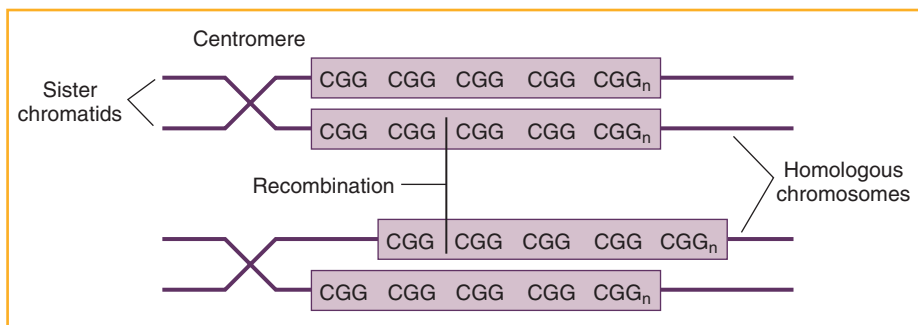 Centromere
Sister
chromatids
CGG CGG CGG CGG CGGn
CGG CGG CGG CGG CGGn
Recombination
Homologous
chromosomes
CGG CGG CGG CGG CGGn
CGG CGG CGG CGG CGGn